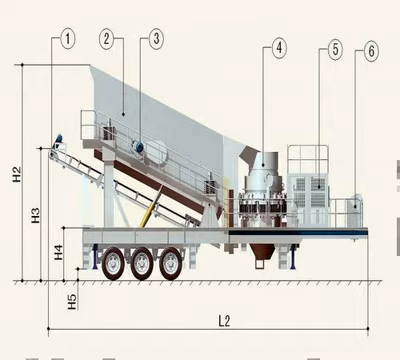 ① ② ③ ④ ⑤ ⑥
H2
H3
H4
H5
L2